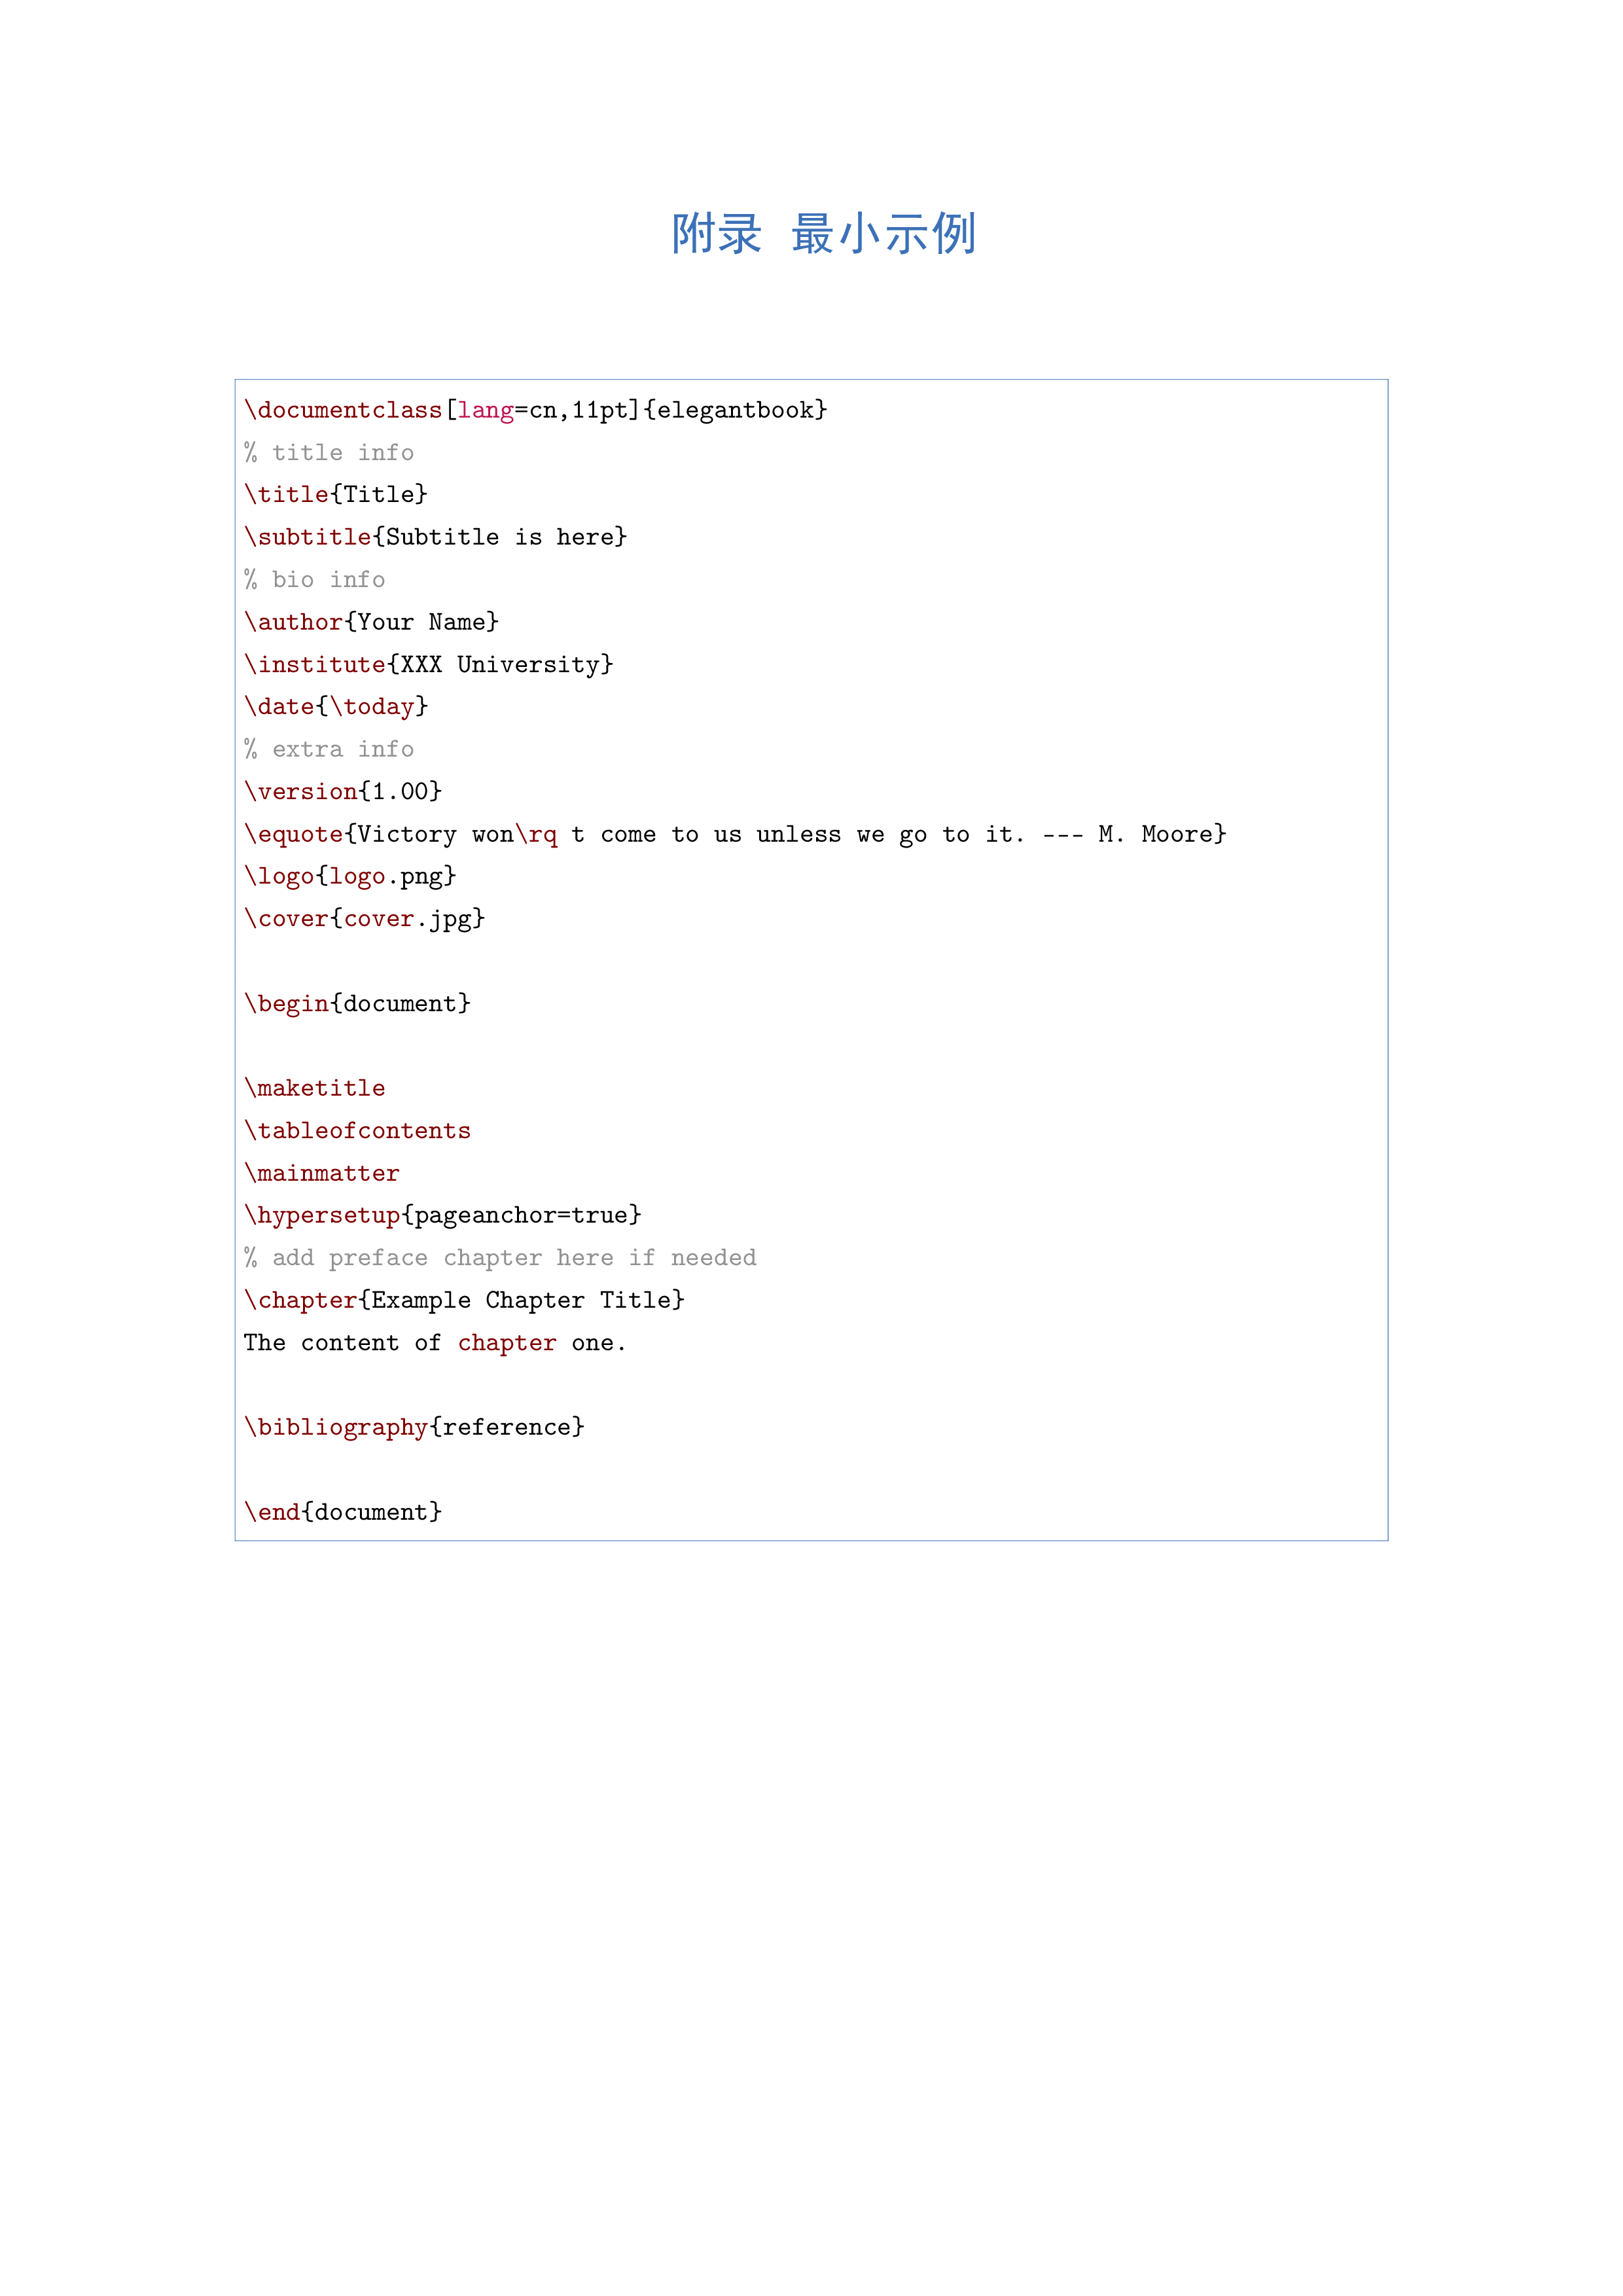 附录 最小示例
\documentclass[lang=cn,11pt]{elegantbook}
% title info
\title{Title}
\subtitle{Subtitle is here}
% bio info
\author{Your Name}
\institute{XXX University}
\date{\today}
% extra info
\version{1.00}
\equote{Victory won\rq t come to us unless we go to it. --- M. Moore}
\logo{logo.png}
\cover{cover.jpg}
\begin{document}
\maketitle
\tableofcontents
\mainmatter
\hypersetup{pageanchor=true}
% add preface chapter here if needed
\chapter{Example Chapter Title}
The content of chapter one.
\bibliography{reference}
\end{document}